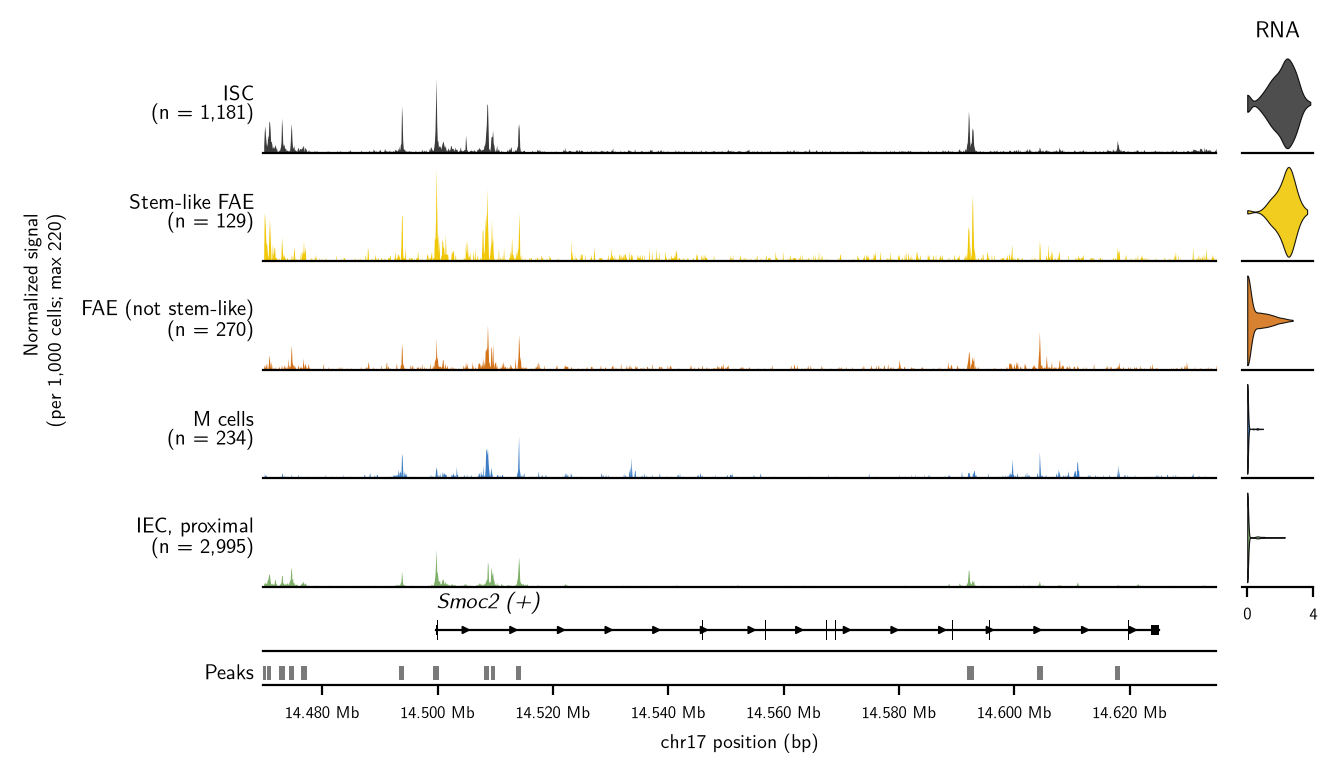 RNA
ISC
(n = 1,181)
Stem-like FAE
(n = 129)
Normalized signal
(per 1,000 cells; max 220)
FAE (not stem-like)
(n = 270)
M cells
(n = 234)
IEC, proximal
(n = 2,995)
0 4
Smoc2 (+)
Peaks
14.480 Mb 14.500 Mb 14.520 Mb 14.540 Mb 14.560 Mb 14.580 Mb 14.600 Mb 14.620 Mb
chr17 position (bp)